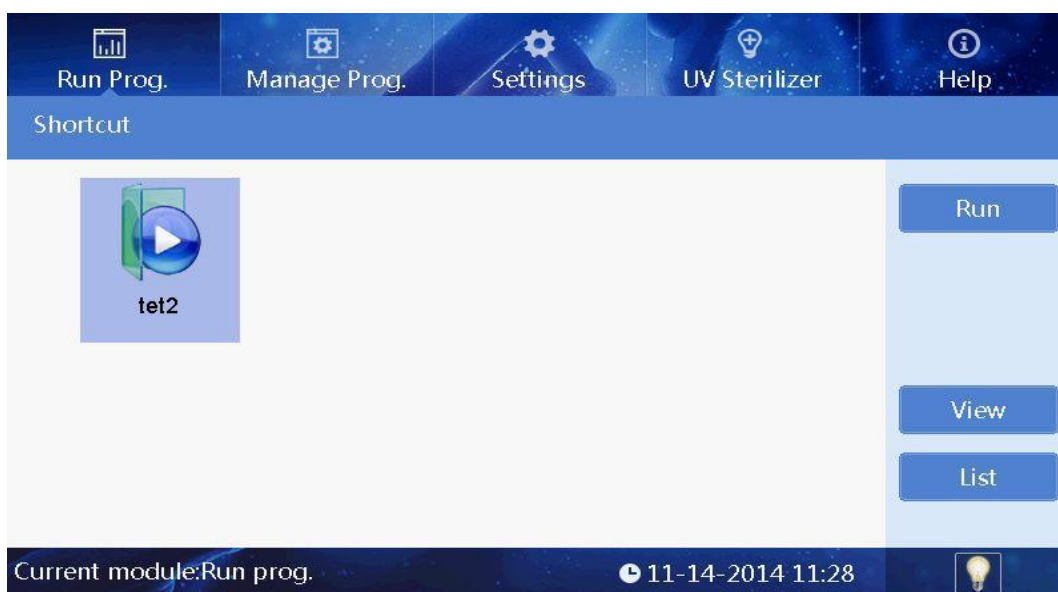 Run Prog.
Manage Prog.
Settings
UV Sterilizer
Help
Shortcut
tet2
Run
View
List
Current module:Run prog.
11-14-2014 11:28